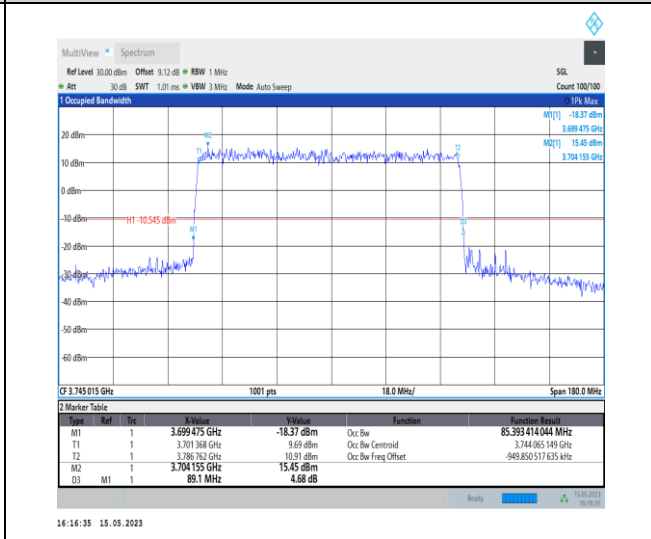 MultiView Spectrum
Ref Level 30.00 dBm Offset 9.12 dB RBW 1 MHz SGL
Att 30 dB SWT 1.01 ms VBW 3 MHz Mode Auto Sweep Count 100/100
1 Occupied Bandwidth 1Pk Max
M1[1] -18.37 dBm
3.699 475 GHz
M2[1] 15.45 dBm
3.704 155 GHz
20 dBm
M2
T1
T2
10 dBm
0 dBm
-10 dBm
H1 -10.545 dBm
D3
M1
-20 dBm
-30 dBm
-40 dBm
-50 dBm
-60 dBm
CF 3.745 015 GHz 1001 pts 18.0 MHz/ Span 180.0 MHz
2 Marker Table
Type Ref Trc X-Value Y-Value Function Function Result
M1 1 3.699 475 GHz -18.37 dBm Occ Bw 85.393 414 044 MHz
T1 1 3.701 368 GHz 9.69 dBm Occ Bw Centroid 3.744 065 149 GHz
T2 1 3.786 762 GHz 10.91 dBm Occ Bw Freq Offset -949.850 517 635 kHz
M2 1 3.704 155 GHz 15.45 dBm
D3 M1 1 89.1 MHz 4.68 dB
Ready 15.05.2023
16:16:35
16:16:35 15.05.2023